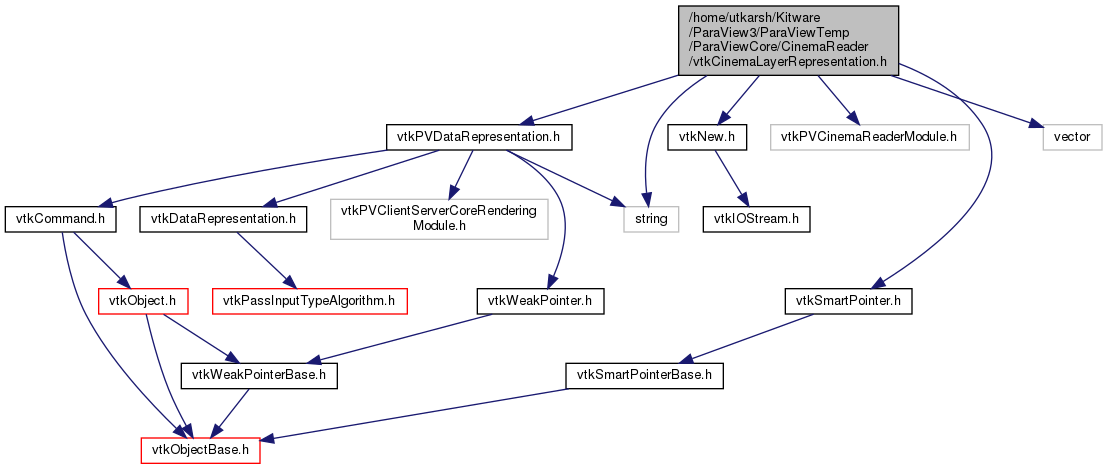 /home/utkarsh/Kitware
/ParaView3/ParaViewTemp
/ParaViewCore/CinemaReader
/vtkCinemaLayerRepresentation.h
vtkPVDataRepresentation.h
vtkNew.h
vtkPVCinemaReaderModule.h
vector
vtkCommand.h
vtkDataRepresentation.h
vtkPVClientServerCoreRendering
Module.h
string
vtkIOStream.h
vtkObject.h
vtkPassInputTypeAlgorithm.h
vtkWeakPointer.h
vtkSmartPointer.h
vtkWeakPointerBase.h
vtkSmartPointerBase.h
vtkObjectBase.h